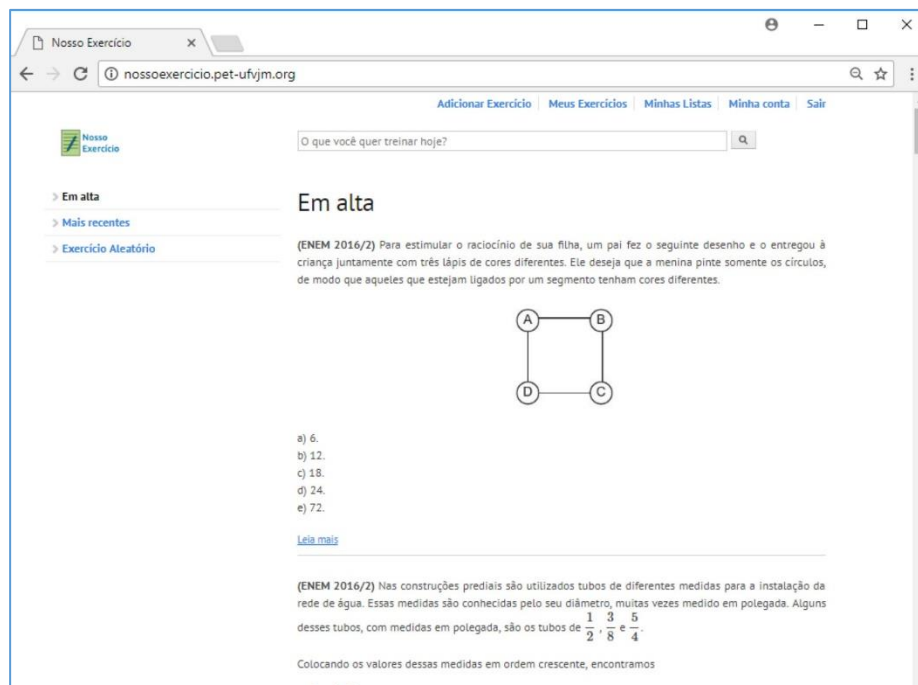 Nosso Exercício
nossoexercicio.pet-ufvjm.org
Adicionar Exercício Meus Exercícios Minhas Listas Minha conta Sair
Nosso
Exercício
O que você quer treinar hoje?
Em alta
Mais recentes
Exercício Aleatório
Em alta
(ENEM 2016/2) Para estimular o raciocínio de sua filha, um pai fez o seguinte desenho e o entregou à
criança juntamente com três lápis de cores diferentes. Ele deseja que a menina pinte somente os círculos,
de modo que aqueles que estejam ligados por um segmento tenham cores diferentes.
A B
D C
a) 6.
b) 12.
c) 18.
d) 24.
e) 72.
Leia mais
(ENEM 2016/2) Nas construções prediais são utilizados tubos de diferentes medidas para a instalação da
rede de água. Essas medidas são conhecidas pelo seu diâmetro, muitas vezes medido em polegada. Alguns
desses tubos, com medidas em polegada, são os tubos de 1/2, 3/8 e 5/4.
Colocando os valores dessas medidas em ordem crescente, encontramos